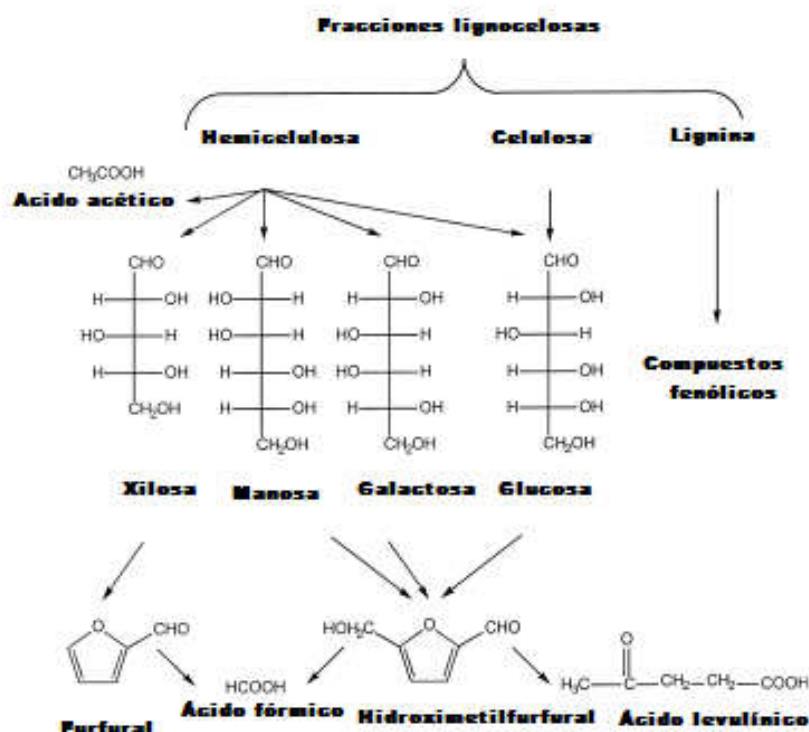 Fracciones lignocelosas
Hemicelulosa Celulosa Lignina
CH₃COOH
Acido acético
CHO CHO CHO CHO
H OH HO H H OH H OH
HO H HO H HO H HO H
H OH H OH HO H H OH
CH₂OH H OH H OH H OH
CH₂OH CH₂OH CH₂OH
Compuestos
fenólicos
Xilosa Manosa Galactosa Glucosa
O CHO HOH₂C O CHO
O
H₃C—C—CH₂—CH₂—COOH
HCOOH
Furfural Acido fórmico Hidroximetilfurfural Acido levulínico